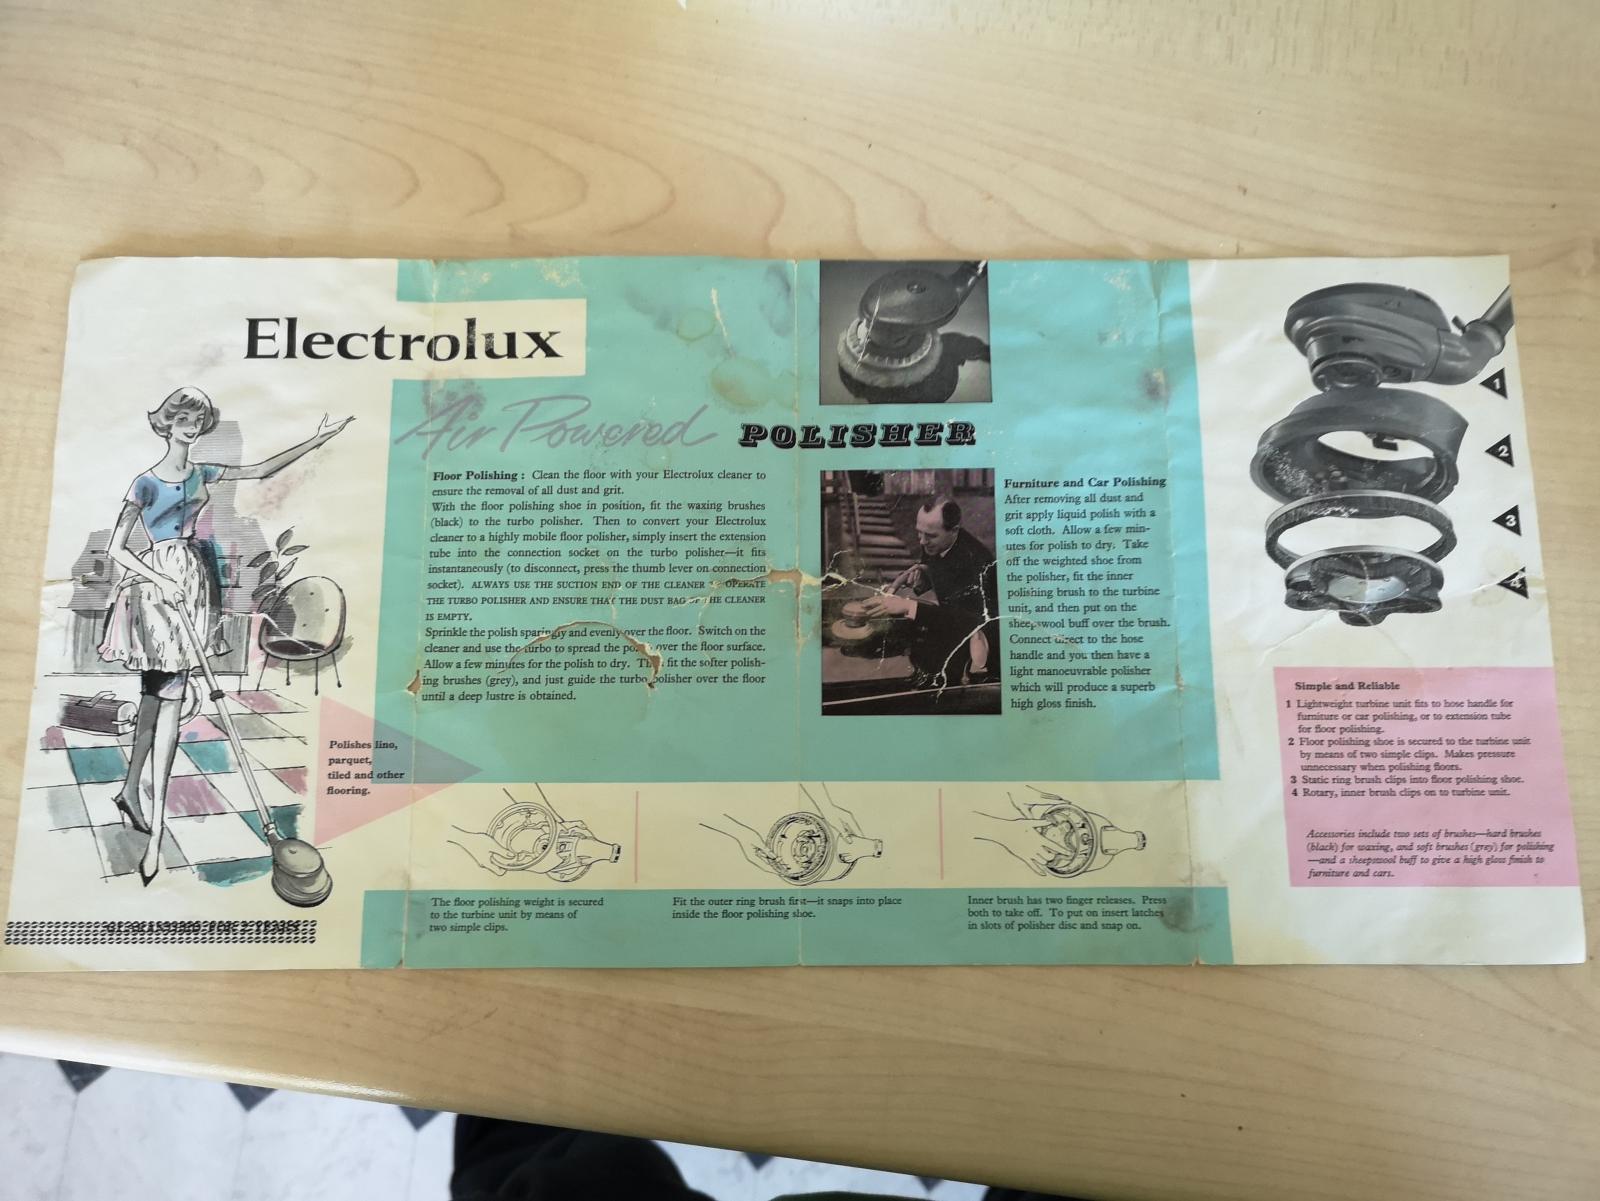 Electrolux
Air Powered POLISHER
Floor Polishing : Clean the floor with your Electrolux cleaner to
ensure the removal of all dust and grit.
With the floor polishing shoe in position, fit the waxing brushes
(black) to the turbo polisher. Then to convert your Electrolux
cleaner to a highly mobile floor polisher, simply insert the extension
tube into the connection socket on the turbo polisher—it fits
instantaneously (to disconnect, press the thumb lever on connection
socket). ALWAYS USE THE SUCTION END OF THE CLEANER TO OPERATE
THE TURBO POLISHER AND ENSURE THAT THE DUST BAG OF THE CLEANER
IS EMPTY.
Sprinkle the polish sparingly and evenly over the floor. Switch on the
cleaner and use the turbo to spread the over the floor surface.
Allow a few minutes for the polish to dry. fit the softer polish-
ing brushes (grey), and just guide the turbo polisher over the floor
until a deep lustre is obtained.
Furniture and Car Polishing
After removing all dust and
grit apply liquid polish with a
soft cloth. Allow a few min-
utes for polish to dry. Take
off the weighted shoe from
the polisher, fit the inner
polishing brush to the turbine
unit, and then put on the
sheepswool buff over the brush.
Connect direct to the hose
handle and you then have a
light manoeuvrable polisher
which will produce a superb
high gloss finish.
1
2
3
4
Polishes lino,
parquet,
tiled and other
flooring.
Simple and Reliable
1 Lightweight turbine unit fits to hose handle for
furniture or car polishing, or to extension tube
for floor polishing.
2 Floor polishing shoe is secured to the turbine unit
by means of two simple clips. Makes pressure
unnecessary when polishing floors.
3 Static ring brush clips into floor polishing shoe.
4 Rotary, inner brush clips on to turbine unit.
Accessories include two sets of brushes—hard brushes
(black) for waxing, and soft brushes (grey) for polishing
—and a sheepswool buff to give a high gloss finish to
furniture and cars.
The floor polishing weight is secured
to the turbine unit by means of
two simple clips.
Fit the outer ring brush first—it snaps into place
inside the floor polishing shoe.
Inner brush has two finger releases. Press
both to take off. To put on insert latches
in slots of polisher disc and snap on.
FOR 2 YEARS